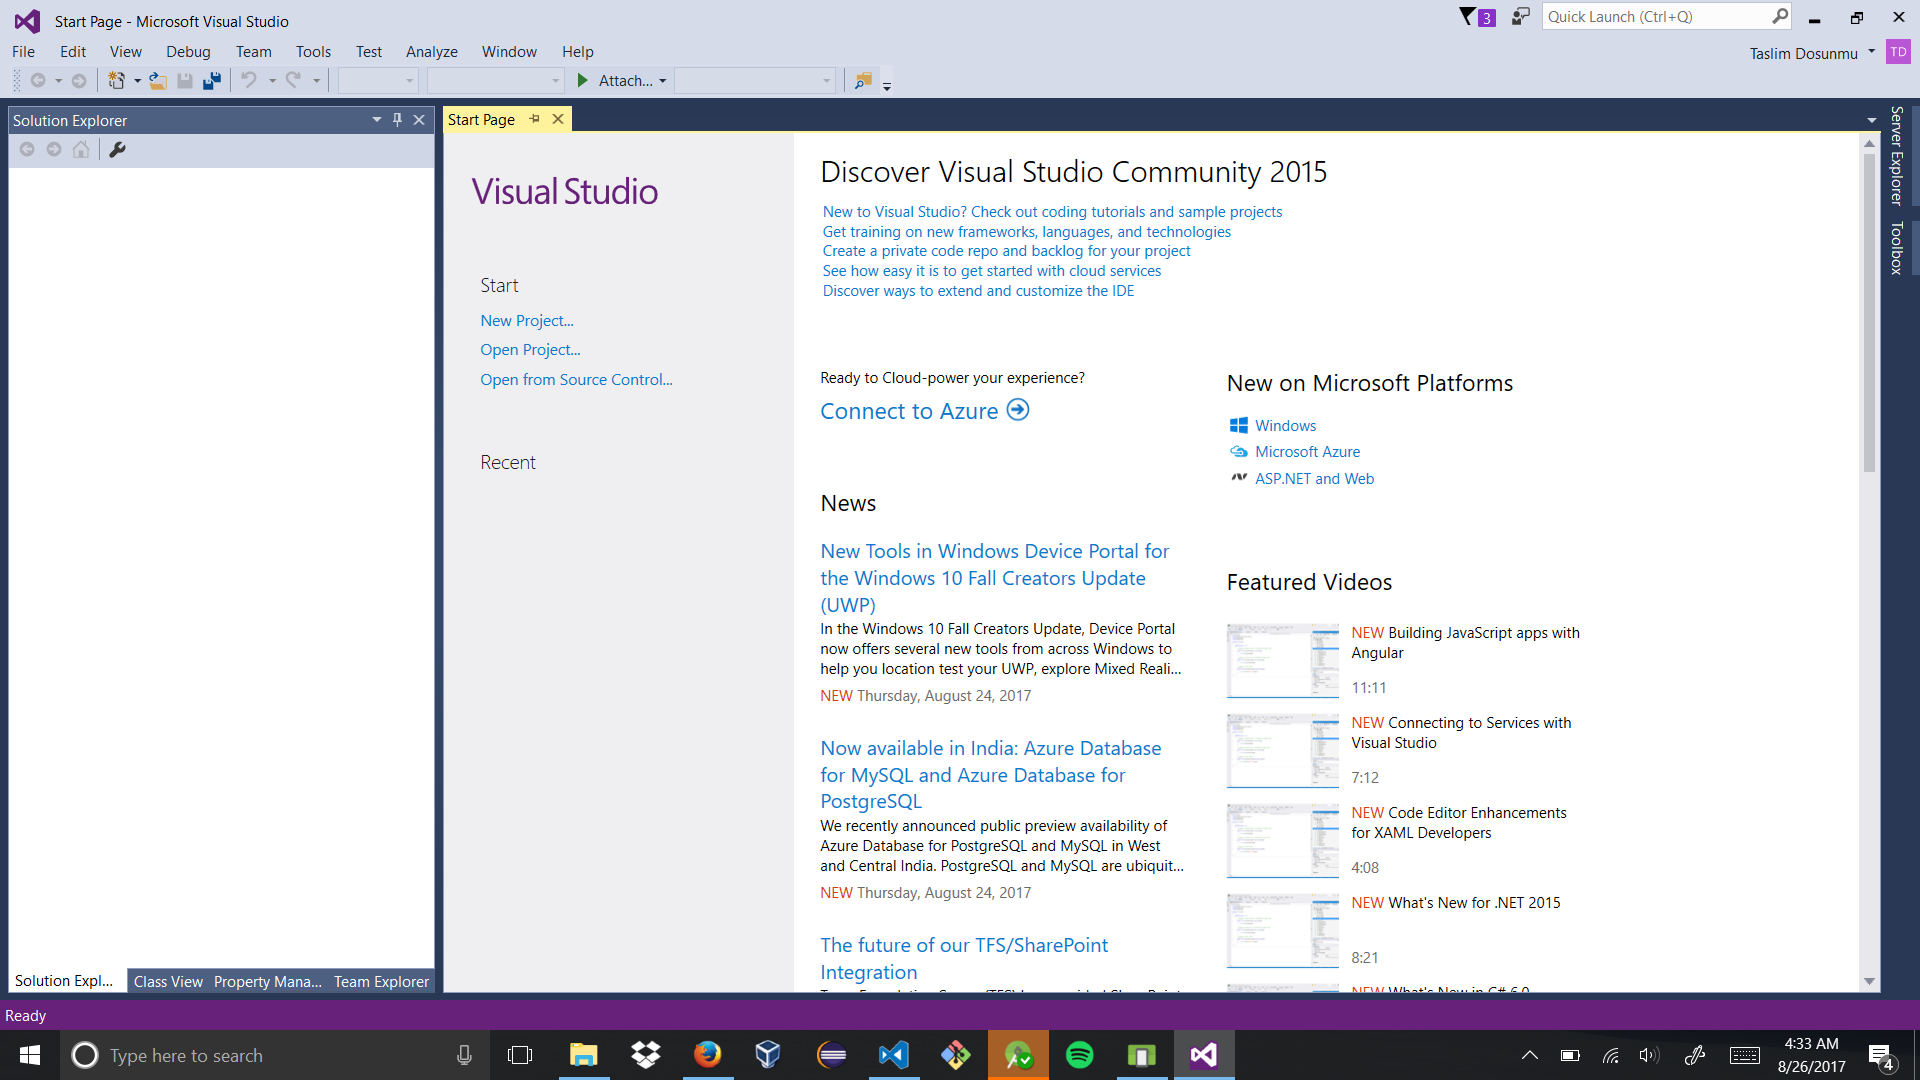 Start Page - Microsoft Visual Studio
3
Quick Launch (Ctrl+Q)
File Edit View Debug Team Tools Test Analyze Window Help
Taslim Dosunmu
TD
Attach...
Solution Explorer
Start Page
Server Explorer
Toolbox
Visual Studio
Start
New Project...
Open Project...
Open from Source Control...
Recent
Discover Visual Studio Community 2015
New to Visual Studio? Check out coding tutorials and sample projects
Get training on new frameworks, languages, and technologies
Create a private code repo and backlog for your project
See how easy it is to get started with cloud services
Discover ways to extend and customize the IDE
Ready to Cloud-power your experience?
Connect to Azure
News
New Tools in Windows Device Portal for
the Windows 10 Fall Creators Update
(UWP)
In the Windows 10 Fall Creators Update, Device Portal
now offers several new tools from across Windows to
help you location test your UWP, explore Mixed Reali...
NEW Thursday, August 24, 2017
Now available in India: Azure Database
for MySQL and Azure Database for
PostgreSQL
We recently announced public preview availability of
Azure Database for PostgreSQL and MySQL in West
and Central India. PostgreSQL and MySQL are ubiquit...
NEW Thursday, August 24, 2017
The future of our TFS/SharePoint
Integration
New on Microsoft Platforms
Windows
Microsoft Azure
ASP.NET and Web
Featured Videos
NEW Building JavaScript apps with
Angular
11:11
NEW Connecting to Services with
Visual Studio
7:12
NEW Code Editor Enhancements
for XAML Developers
4:08
NEW What's New for .NET 2015
8:21
NEW What's New in C# 6.0
Solution Expl... Class View Property Mana... Team Explorer
Ready
Type here to search
4:33 AM
8/26/2017
4